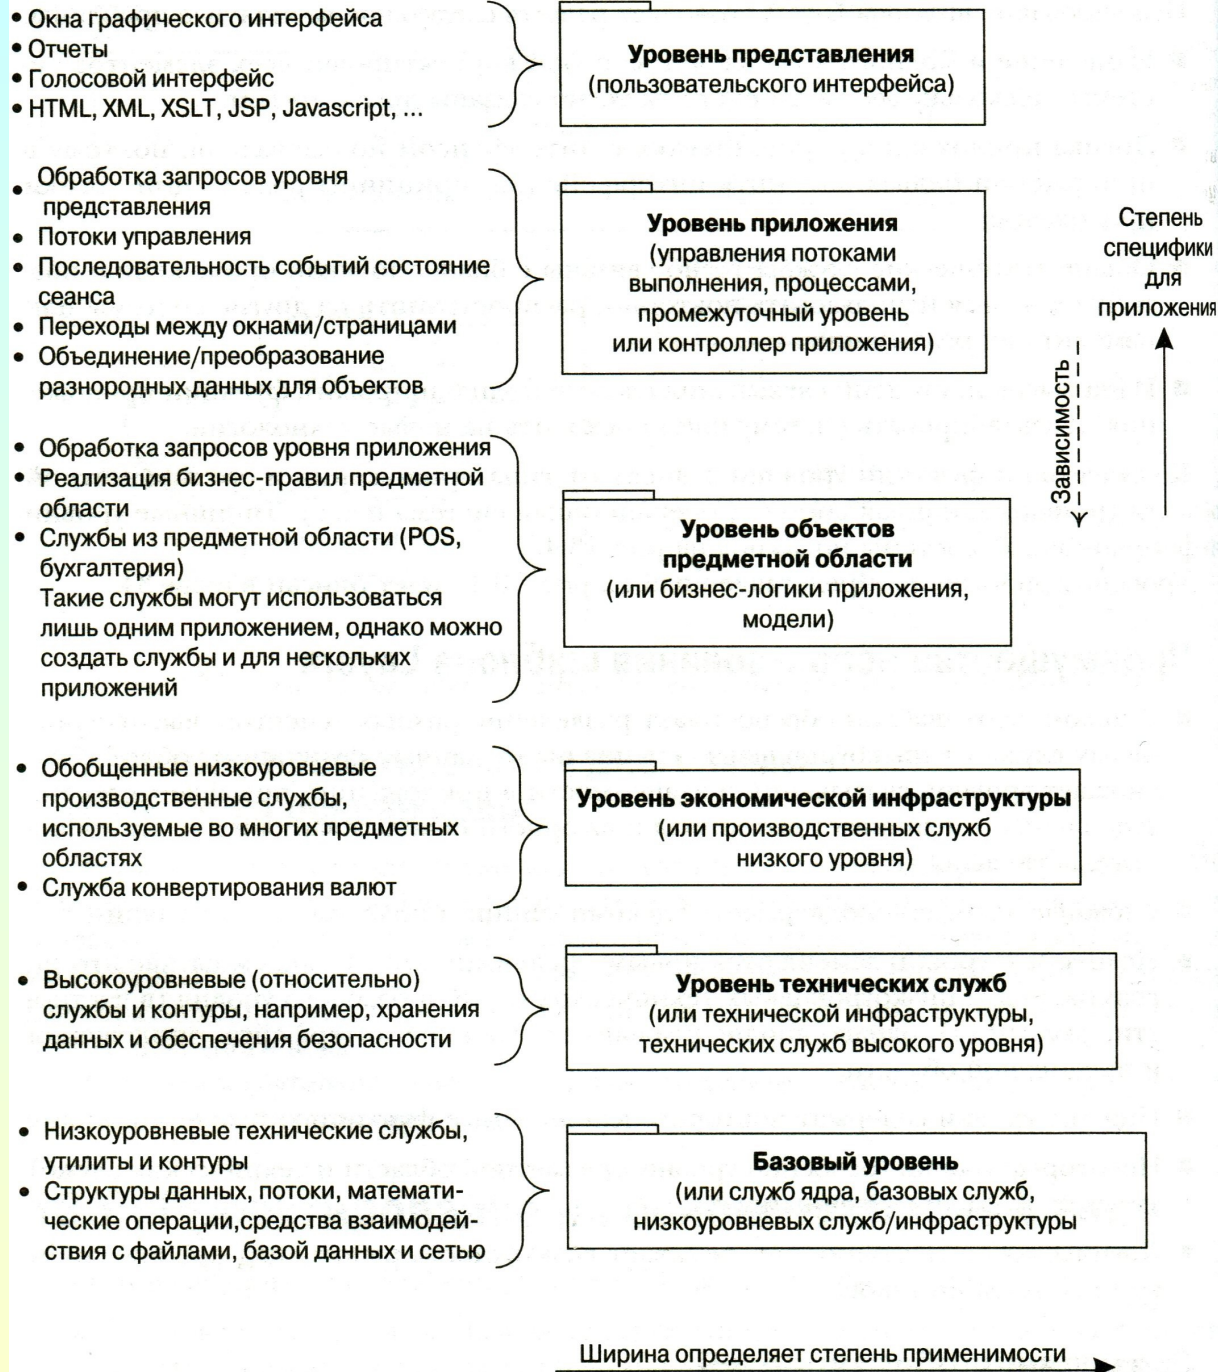 • Окна графического интерфейса
• Отчеты
• Голосовой интерфейс
• HTML, XML, XSLT, JSP, Javascript, ...
Уровень представления
(пользовательского интерфейса)
Обработка запросов уровня
представления
• Потоки управления
• Последовательность событий состояние
сеанса
• Переходы между окнами/страницами
• Объединение/преобразование
разнородных данных для объектов
Уровень приложения
(управления потоками
выполнения, процессами,
промежуточный уровень
или контроллер приложения)
Степень
специфики
для
приложения
Зависимость
• Обработка запросов уровня приложения
• Реализация бизнес-правил предметной
области
• Службы из предметной области (POS,
бухгалтерия)
Такие службы могут использоваться
лишь одним приложением, однако можно
создать службы и для нескольких
приложений
Уровень объектов
предметной области
(или бизнес-логики приложения,
модели)
• Обобщенные низкоуровневые
производственные службы,
используемые во многих предметных
областях
• Служба конвертирования валют
Уровень экономической инфраструктуры
(или производственных служб
низкого уровня)
• Высокоуровневые (относительно)
службы и контуры, например, хранения
данных и обеспечения безопасности
Уровень технических служб
(или технической инфраструктуры,
технических служб высокого уровня)
• Низкоуровневые технические службы,
утилиты и контуры
• Структуры данных, потоки, математи-
ческие операции,средства взаимодей-
ствия с файлами, базой данных и сетью
Базовый уровень
(или служб ядра, базовых служб,
низкоуровневых служб/инфраструктуры
Ширина определяет степень применимости